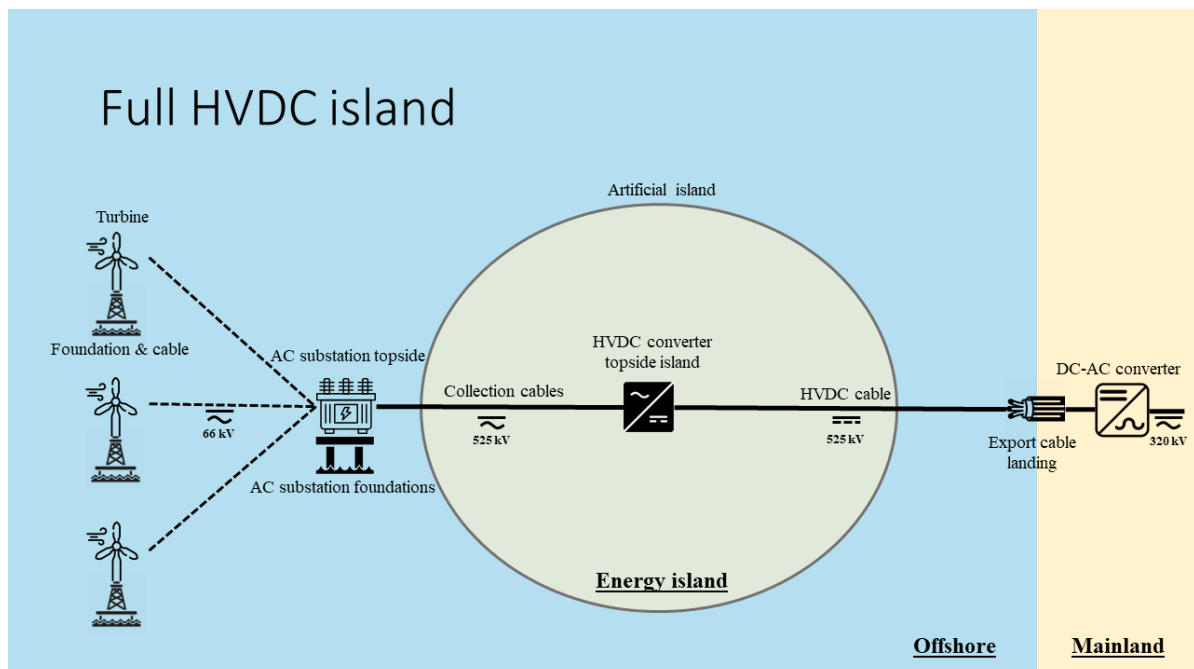 Full HVDC island
Artificial island
Turbine
Foundation & cable
AC substation topside
HVDC converter
topside island
DC-AC converter
Collection cables
HVDC cable
66 kV
525 kV
525 kV
320 kV
Export cable
landing
AC substation foundations
Energy island
Offshore
Mainland